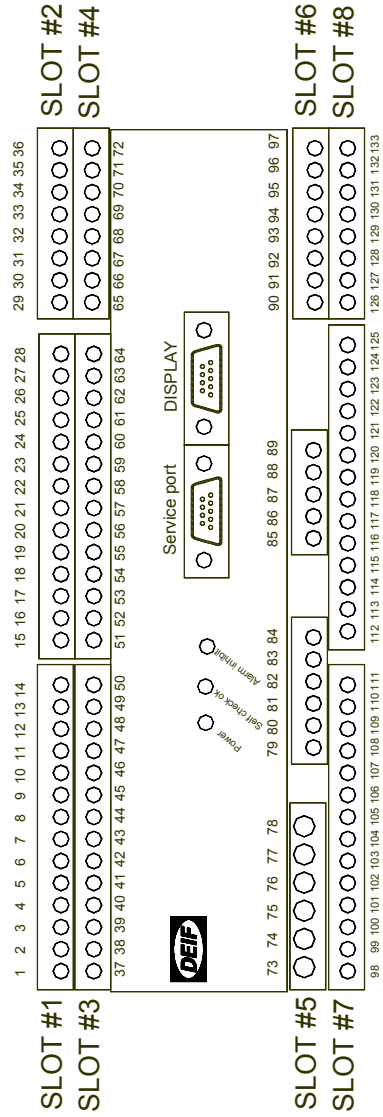 1 2 3 4 5 6 7 8 9 10 11 12 13 14 15 16 17 18 19 20 21 22 23 24 25 26 27 28 29 30 31 32 33 34 35 36
SLOT #1 SLOT #2
SLOT #3 SLOT #4
37 38 39 40 41 42 43 44 45 46 47 48 49 50 51 52 53 54 55 56 57 58 59 60 61 62 63 64 65 66 67 68 69 70 71 72
Service port DISPLAY
DEIF
Power
Self check ok
Alarm inhibit
73 74 75 76 77 78 79 80 81 82 83 84 85 86 87 88 89 90 91 92 93 94 95 96 97
SLOT #5 SLOT #6
SLOT #7 SLOT #8
98 99 100 101 102 103 104 105 106 107 108 109 110 111 112 113 114 115 116 117 118 119 120 121 122 123 124 125 126 127 128 129 130 131 132 133